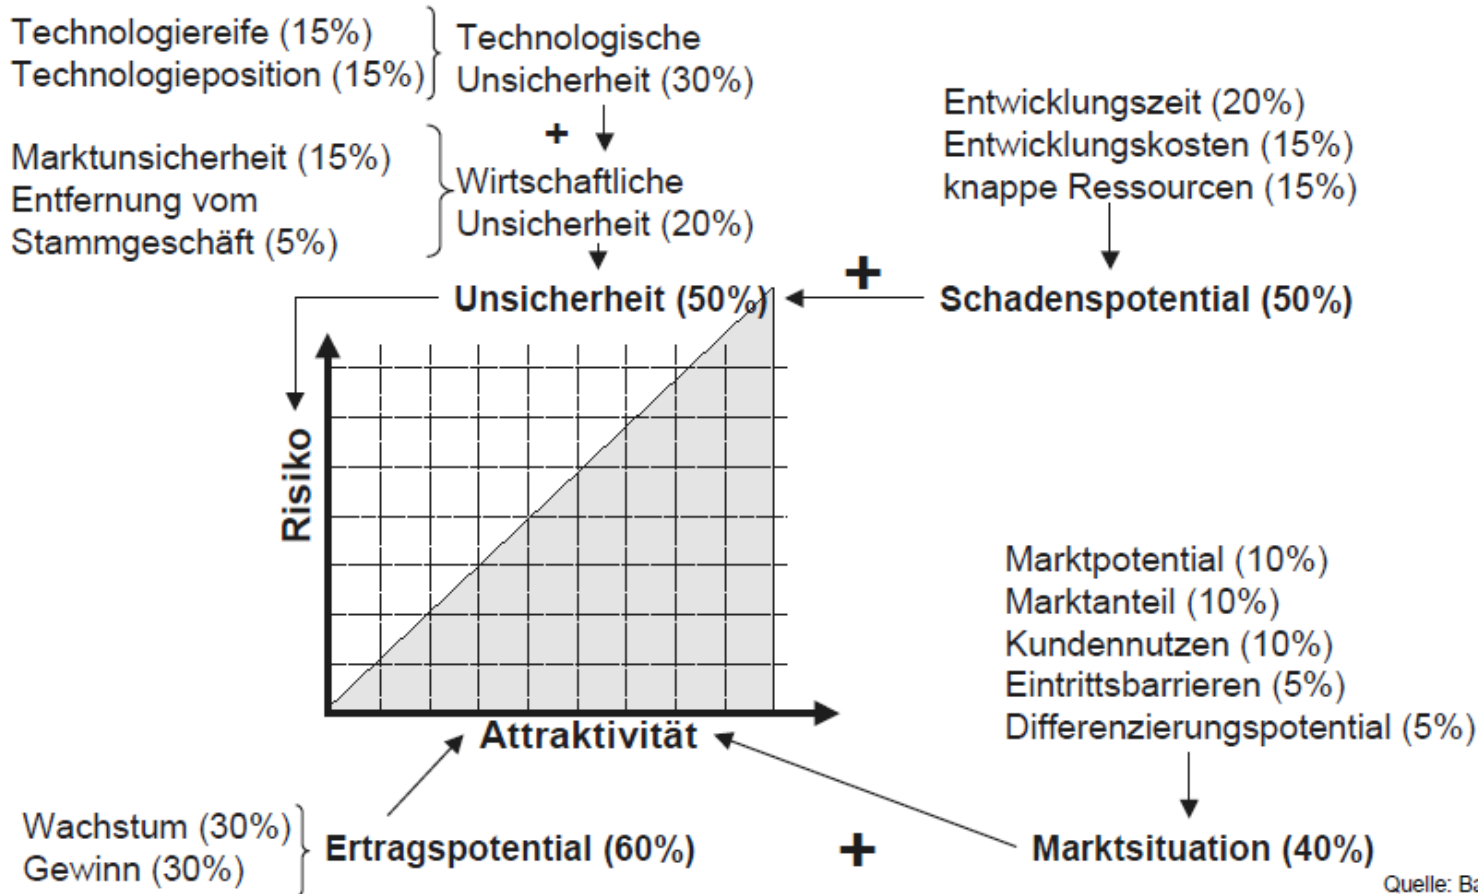 Technologiereife (15%)
Technologieposition (15%)
Technologische
Unsicherheit (30%)
+
Marktunsicherheit (15%)
Entfernung vom
Stammgeschäft (5%)
Wirtschaftliche
Unsicherheit (20%)
Entwicklungszeit (20%)
Entwicklungskosten (15%)
knappe Ressourcen (15%)
Unsicherheit (50%)
+
Schadenspotential (50%)
Risiko
Attraktivität
Marktpotential (10%)
Marktanteil (10%)
Kundennutzen (10%)
Eintrittsbarrieren (5%)
Differenzierungspotential (5%)
Wachstum (30%)
Gewinn (30%)
Ertragspotential (60%)
+
Marktsituation (40%)
Quelle: